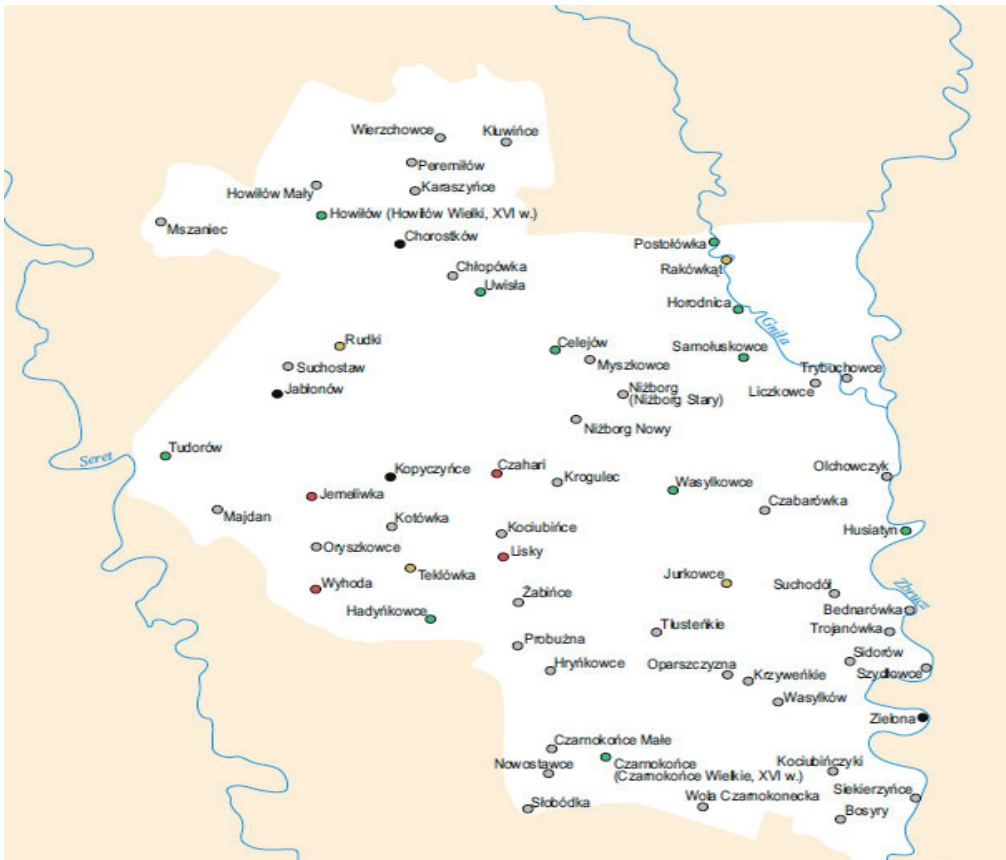 Wierzchowce
Kluwińce
Peremiłów
Howiłów Mały
Karaszyńce
Mszaniec
Howiłów (Howiłów Wielki, XVI w.)
Chorostków
Postołówka
Rakówkąt
Chłopówka
Uwisła
Horodnica
Gniła
Rudki
Celejów
Samołuskowce
Myszkowce
Suchostaw
Trybuchowce
Jabłonów
Niżborg
(Niżborg Stary)
Liczkowce
Niżborg Nowy
Tudorów
Seret
Kopyczyńce
Czahari
Krogulec
Olchowczyk
Wasylkowce
Jemeliwka
Czabarówka
Majdan
Kotówka
Kociubińce
Husiatyn
Oryszkowce
Lisky
Teklówka
Jurkowce
Suchodół
Zbrucz
Wyhoda
Żabińce
Hadyńkowce
Bednarówka
Tłusteńkie
Trojanówka
Probużna
Sidorów
Hryńkowce
Oparszczyzna
Szydłowce
Krzyweńkie
Wasylków
Zielona
Czarnokońce Małe
Nowostawce
Czarnokońce
(Czarnokońce Wielkie, XVI w.)
Kociubińczyki
Siekierzyńce
Słobódka
Wola Czarnokonecka
Bosyry